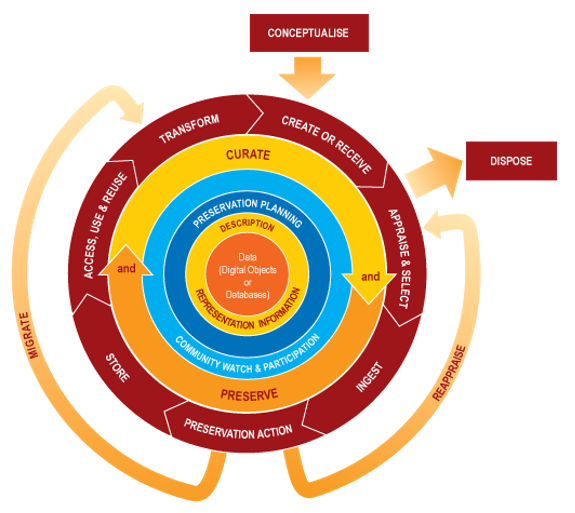 CONCEPTUALISE
TRANSFORM
CREATE OR RECEIVE
CURATE
DISPOSE
ACCESS, USE & REUSE
PRESERVATION PLANNING
APPRAISE & SELECT
DESCRIPTION
Data
(Digital Objects
or
Databases)
and
and
REPRESENTATION INFORMATION
MIGRATE
COMMUNITY WATCH & PARTICIPATION
STORE
INGEST
REAPPRAISE
PRESERVE
PRESERVATION ACTION